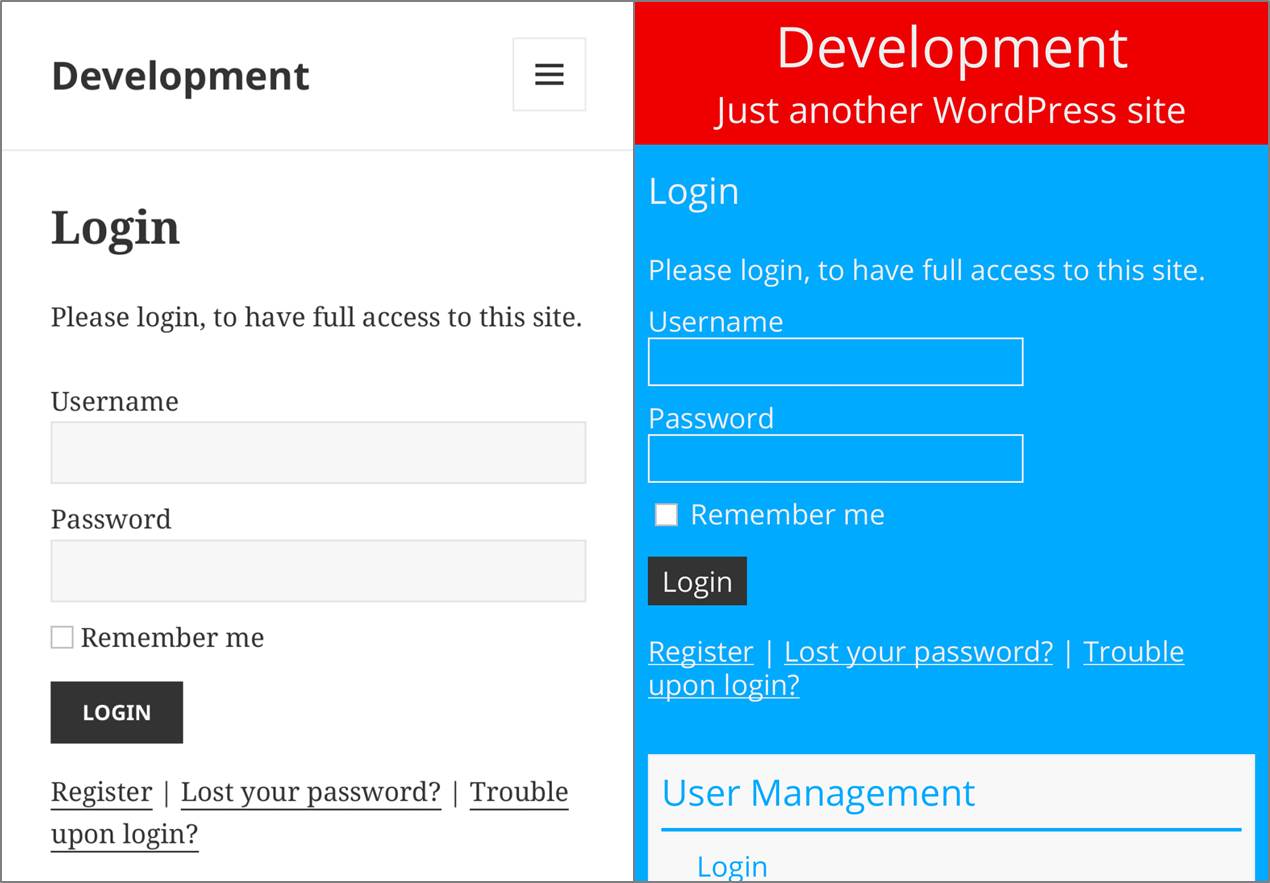 Development
Login
Please login, to have full access to this site.
Username
Password
Remember me
LOGIN
Register | Lost your password? | Trouble
upon login?
Development
Just another WordPress site
Login
Please login, to have full access to this site.
Username
Password
Remember me
Login
Register | Lost your password? | Trouble
upon login?
User Management
Login